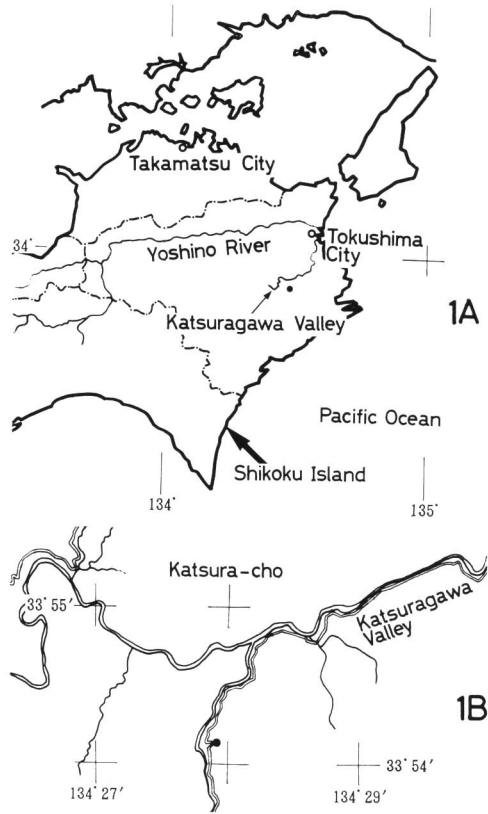 Takamatsu City
34°
Yoshino River
Tokushima
City
Katsuragawa Valley
1A
Pacific Ocean
Shikoku Island
134°
135°
Katsura-cho
33°55′
Katsuragawa
Valley
1B
33°54′
134°27′
134°29′